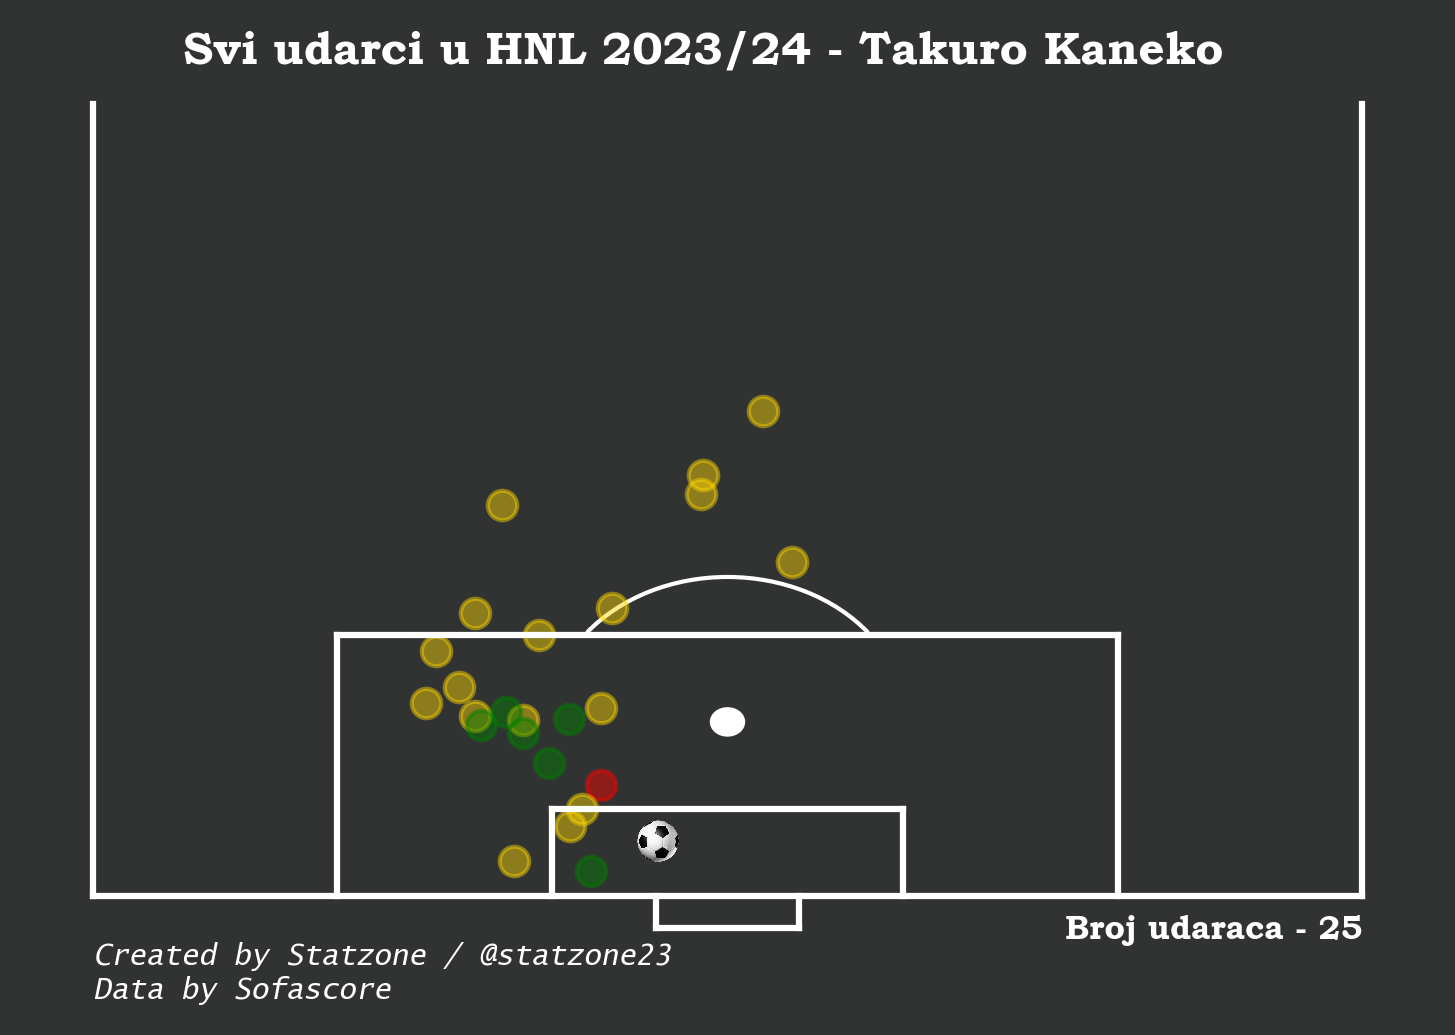 Svi udarci u HNL 2023/24 - Takuro Kaneko
Broj udaraca - 25
Created by Statzone / @statzone23
Data by Sofascore